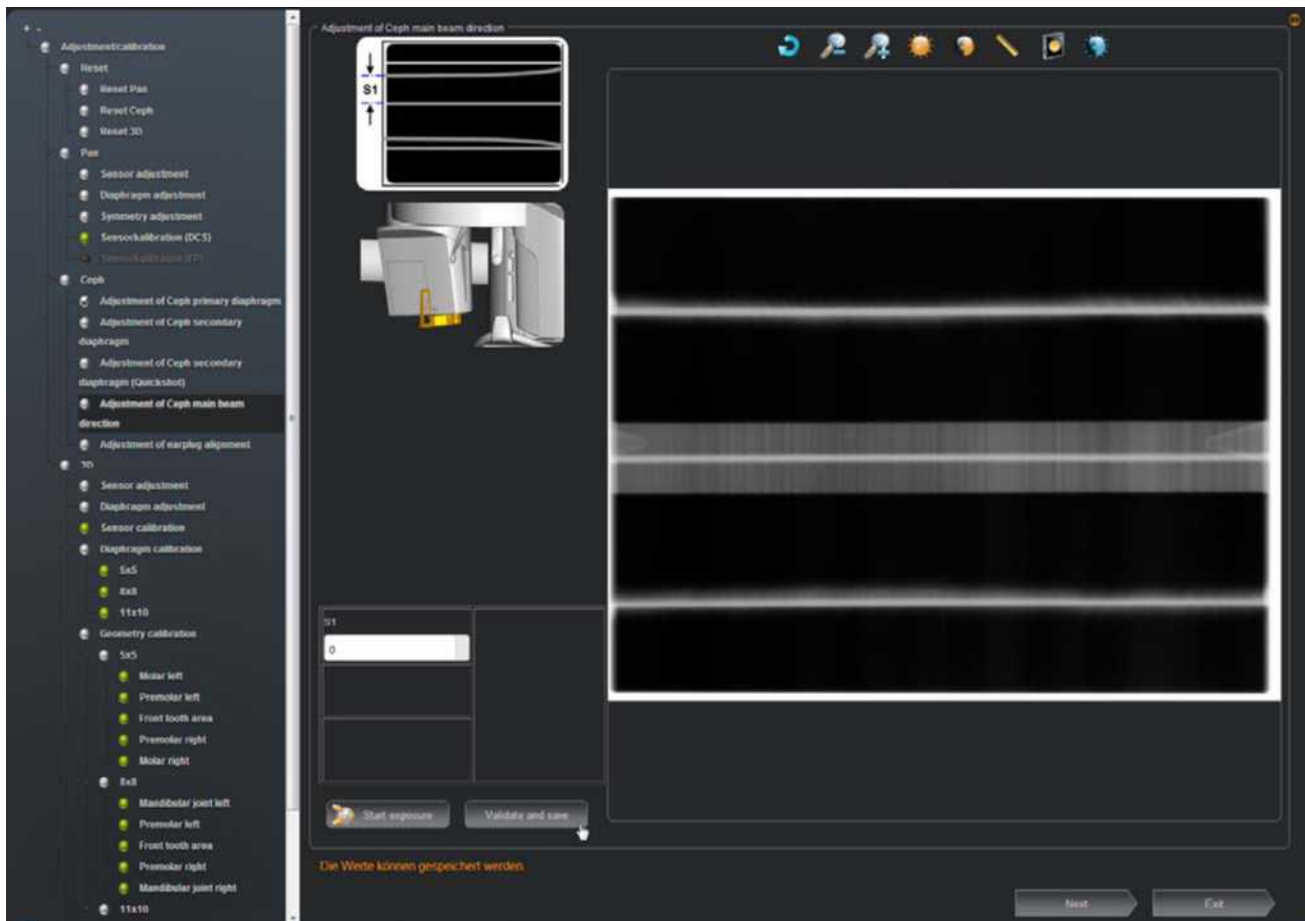 Adjustment/calibration
Reset
Reset Pan
Reset Ceph
Reset 3D
Pan
Sensor adjustment
Diaphragm adjustment
Symmetry adjustment
Sensorkalibration (DCS)
Sensorkalibration (FP)
Ceph
Adjustment of Ceph primary diaphragm
Adjustment of Ceph secondary
diaphragm
Adjustment of Ceph secondary
diaphragm (Quickshot)
Adjustment of Ceph main beam
direction
Adjustment of earplug alignment
3D
Sensor adjustment
Diaphragm adjustment
Sensor calibration
Diaphragm calibration
5x5
8x8
11x10
Geometry calibration
5x5
Molar left
Premolar left
Front tooth area
Premolar right
Molar right
8x8
Mandibular joint left
Premolar left
Front tooth area
Premolar right
Mandibular joint right
11x10
Adjustment of Ceph main beam direction
S1
S1
0
Start exposure
Validate and save
Die Werte können gespeichert werden.
Next
Exit